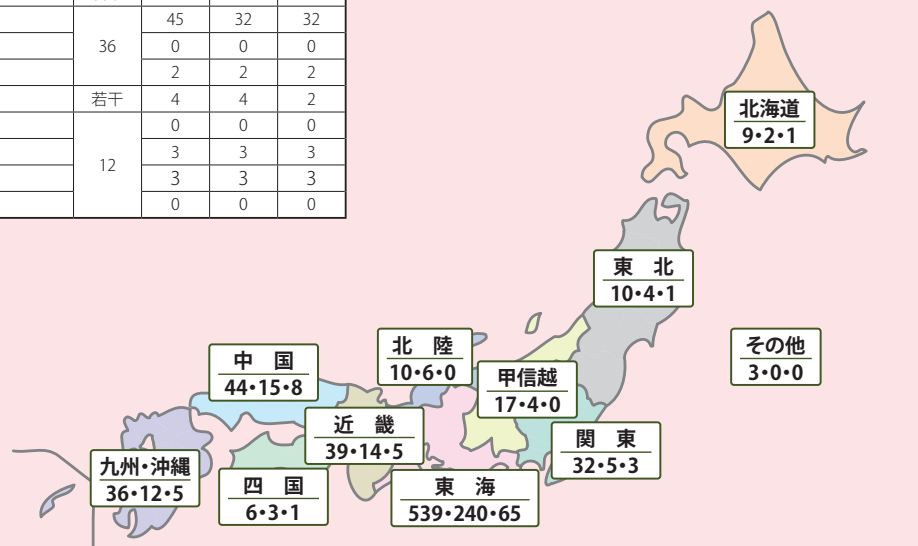 36 45 32 32
0 0 0
2 2 2
若干 4 4 2
12 0 0 0
3 3 3
3 3 3
0 0 0
北海道
9・2・1
東 北
10・4・1
その他
3・0・0
北 陸
10・6・0
中 国
44・15・8
甲信越
17・4・0
近 畿
39・14・5
関 東
32・5・3
九州・沖縄
36・12・5
四 国
6・3・1
東 海
539・240・65